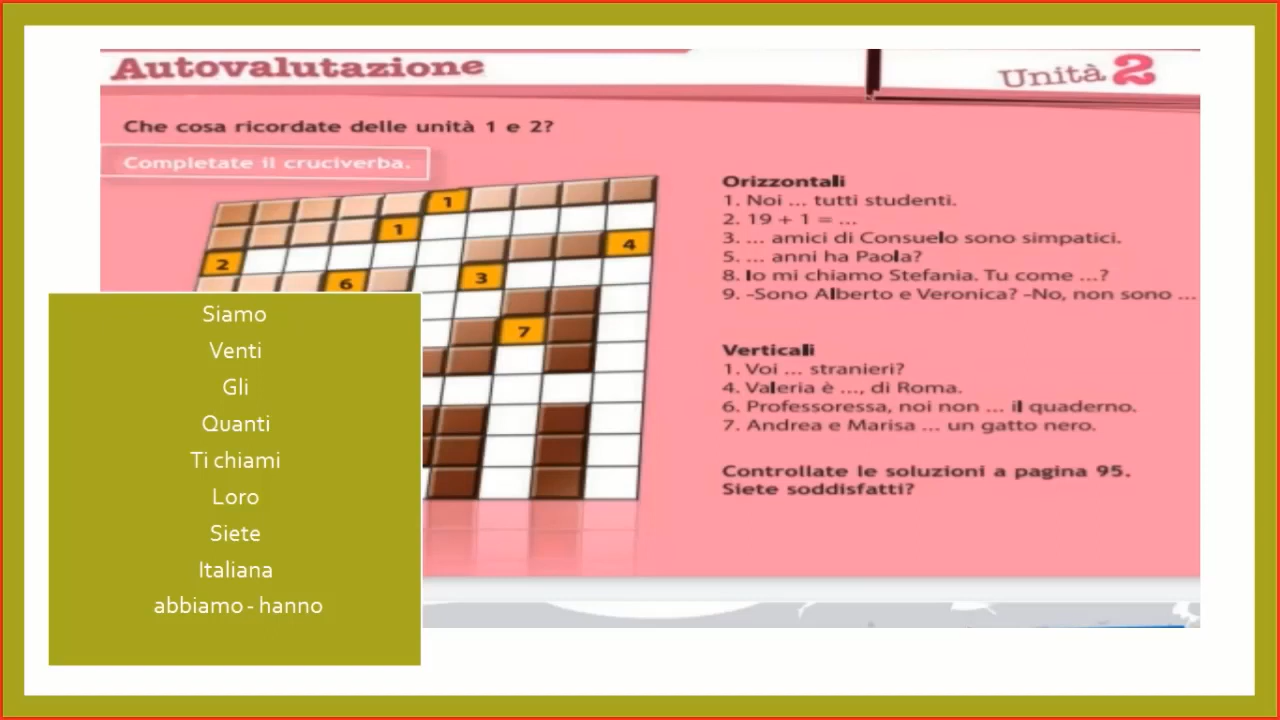 Autovalutazione
Unità 2
Che cosa ricordate delle unità 1 e 2?
Completate il cruciverba.
1
1
4
2
3
6
7
Orizzontali
1. Noi ... tutti studenti.
2. 19 + 1 = ...
3. ... amici di Consuelo sono simpatici.
5. ... anni ha Paola?
8. Io mi chiamo Stefania. Tu come ...?
9. -Sono Alberto e Veronica? -No, non sono ...
Verticali
1. Voi ... stranieri?
4. Valeria è ..., di Roma.
6. Professoressa, noi non ... il quaderno.
7. Andrea e Marisa ... un gatto nero.
Controllate le soluzioni a pagina 95.
Siete soddisfatti?
Siamo
Venti
Gli
Quanti
Ti chiami
Loro
Siete
Italiana
abbiamo - hanno